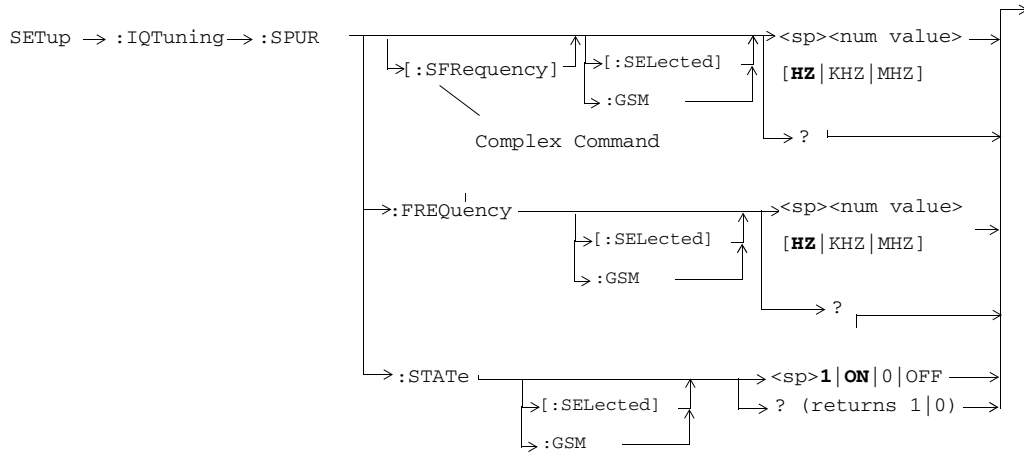 SETup :IQTuning :SPUR
[:SFRequency] [:SELected] <sp><num value>
:GSM [HZ|KHZ|MHZ]
Complex Command ?
:FREQuency <sp><num value>
[:SELected] [HZ|KHZ|MHZ]
:GSM
?
:STATe <sp>1|ON|0|OFF
[:SELected] ? (returns 1|0)
:GSM